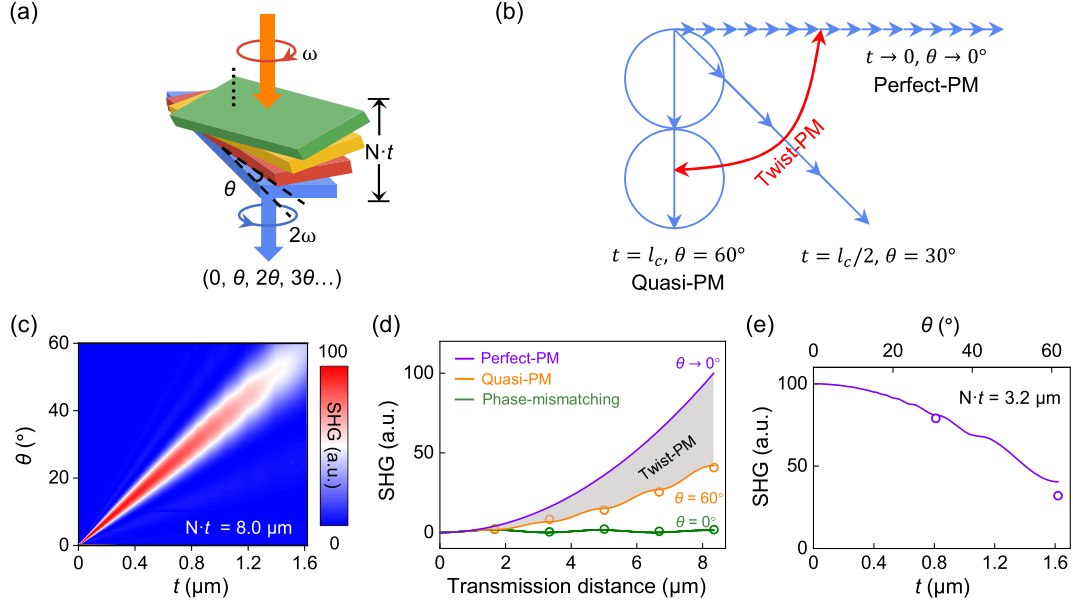 (a)
ω
N·t
θ
2ω
(0, θ, 2θ, 3θ...)
(b)
t → 0, θ → 0°
Perfect-PM
Twist-PM
t = l_c, θ = 60°
Quasi-PM
t = l_c/2, θ = 30°
(c)
60
40
20
0
θ (°)
0 0.4 0.8 1.2 1.6
t (μm)
N·t = 8.0 μm
100
SHG (a.u.)
0
(d)
Perfect-PM
Quasi-PM
Phase-mismatching
θ → 0°
Twist-PM
θ = 60°
θ = 0°
100
50
0
SHG (a.u.)
0 2 4 6 8
Transmission distance (μm)
(e)
θ (°)
0 20 40 60
N·t = 3.2 μm
100
50
0
SHG (a.u.)
0.0 0.4 0.8 1.2 1.6
t (μm)